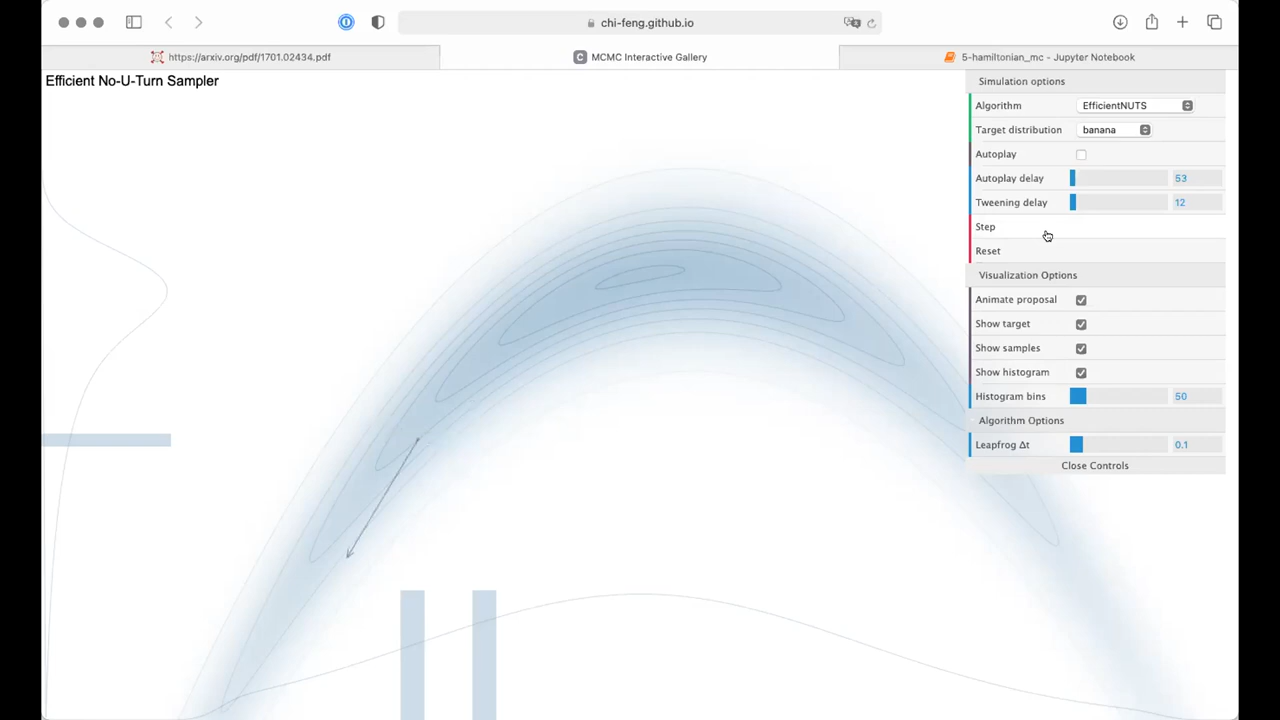 chi-feng.github.io
https://arxiv.org/pdf/1701.02434.pdf
C MCMC Interactive Gallery
5-hamiltonian_mc - Jupyter Notebook
Efficient No-U-Turn Sampler
Simulation options
Algorithm EfficientNUTS
Target distribution banana
Autoplay
Autoplay delay 53
Tweening delay 12
Step
Reset
Visualization Options
Animate proposal
Show target
Show samples
Show histogram
Histogram bins 50
Algorithm Options
Leapfrog Δt 0.1
Close Controls